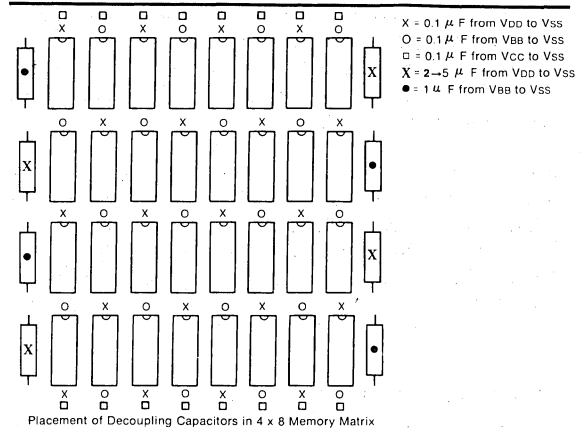 □ □ □ □ □ □ □ □
X O X O X O X O
X = 0.1 μ F from VDD to VSS
O = 0.1 μ F from VBB to VSS
□ = 0.1 μ F from VCC to VSS
X = 2→5 μ F from VDD to VSS
● = 1 μ F from VBB to VSS
● X
O X O X O X O X
X ●
X O X O X O X O
● X
O X O X O X O X
X ●
X O X O X O X O
□ □ □ □ □ □ □ □
Placement of Decoupling Capacitors in 4 x 8 Memory Matrix